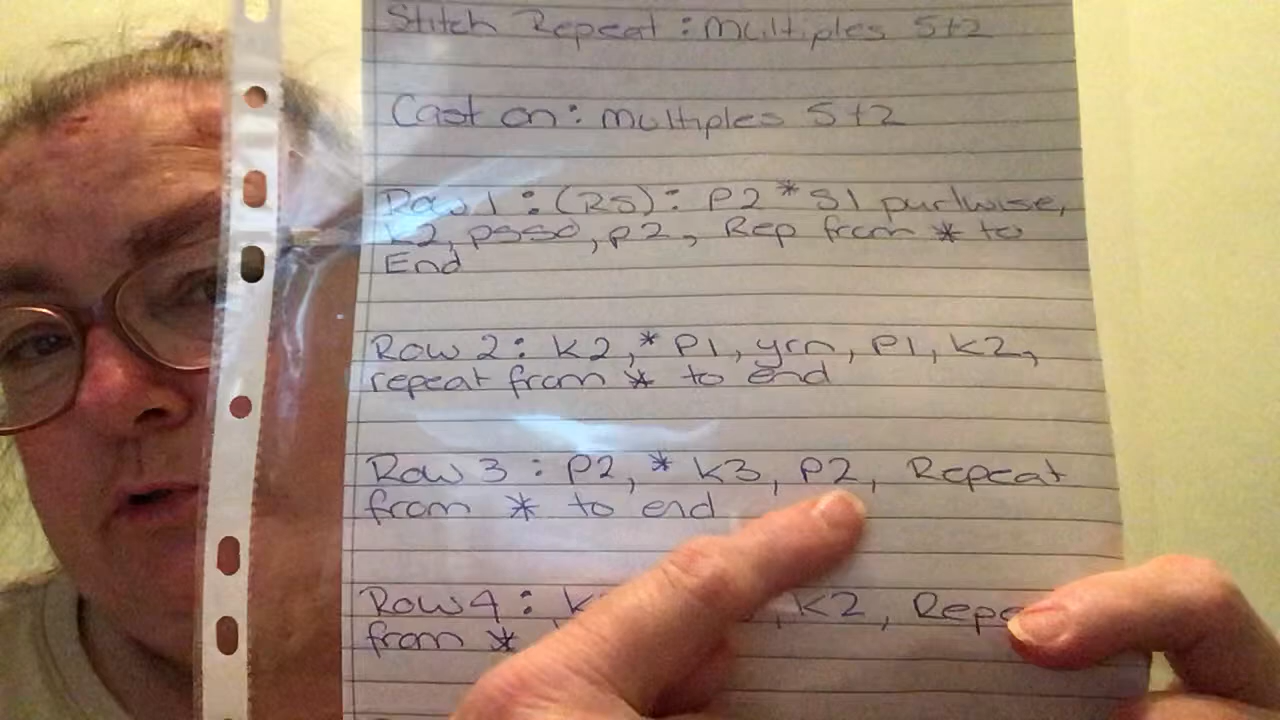 Stitch Repeat : Multiples 5+2
Cast on : multiples 5+2
Row 1 : (RS) : P2 * S1 purlwise,
k2, psso, p2, Rep from * to
End
Row 2 : K2, * P1, yrn, P1, K2,
repeat from * to end
Row 3 : P2, * K3, P2, Repeat
from * to end
Row 4 : K2, Repe
from *